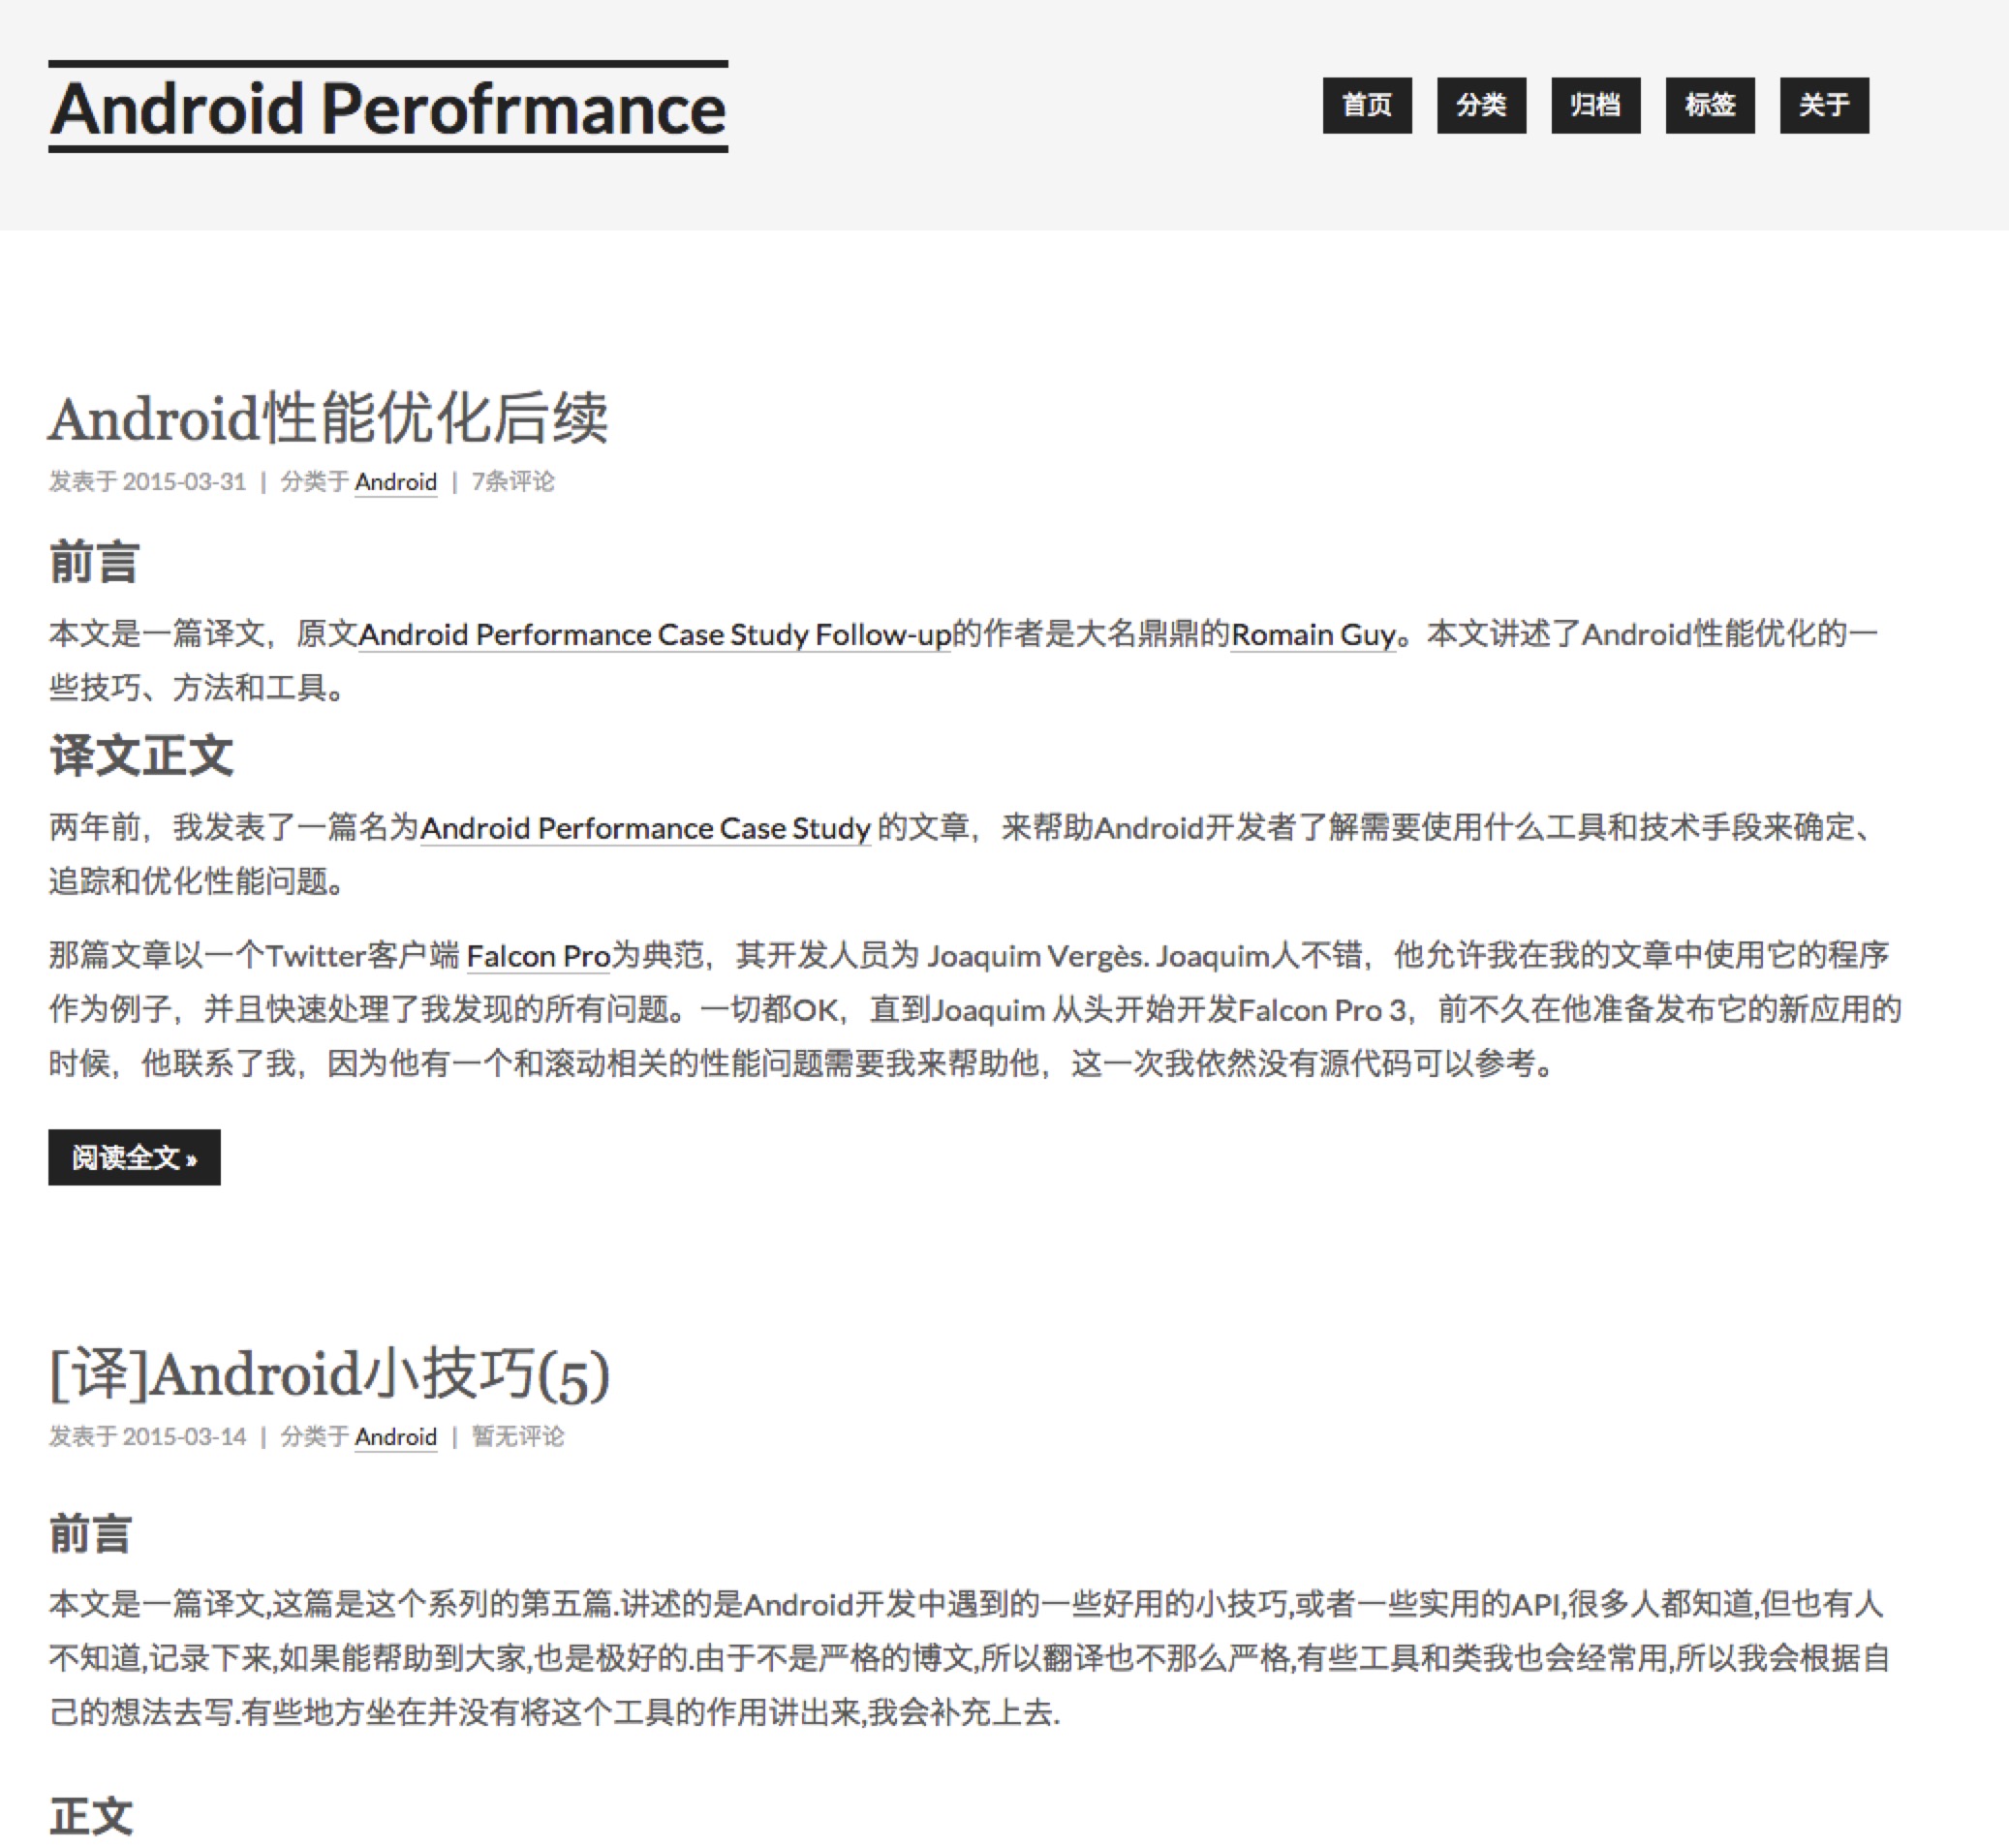 Android Perofrmance
首页 分类 归档 标签 关于
Android性能优化后续
发表于 2015-03-31 | 分类于 Android | 7条评论
前言
本文是一篇译文，原文Android Performance Case Study Follow-up的作者是大名鼎鼎的Romain Guy。本文讲述了Android性能优化的一
些技巧、方法和工具。
译文正文
两年前，我发表了一篇名为Android Performance Case Study 的文章，来帮助Android开发者了解需要使用什么工具和技术手段来确定、
追踪和优化性能问题。
那篇文章以一个Twitter客户端 Falcon Pro为典范，其开发人员为 Joaquim Vergès. Joaquim人不错，他允许我在我的文章中使用它的程序
作为例子，并且快速处理了我发现的所有问题。一切都OK，直到Joaquim 从头开始开发Falcon Pro 3，前不久在他准备发布它的新应用的
时候，他联系了我，因为他有一个和滚动相关的性能问题需要我来帮助他，这一次我依然没有源代码可以参考。
阅读全文 »
[译]Android小技巧(5)
发表于 2015-03-14 | 分类于 Android | 暂无评论
前言
本文是一篇译文,这篇是这个系列的第五篇.讲述的是Android开发中遇到的一些好用的小技巧,或者一些实用的API,很多人都知道,但也有人
不知道,记录下来,如果能帮助到大家,也是极好的.由于不是严格的博文,所以翻译也不那么严格,有些工具和类我也会经常用,所以我会根据自
己的想法去写.有些地方坐在并没有将这个工具的作用讲出来,我会补充上去.
正文